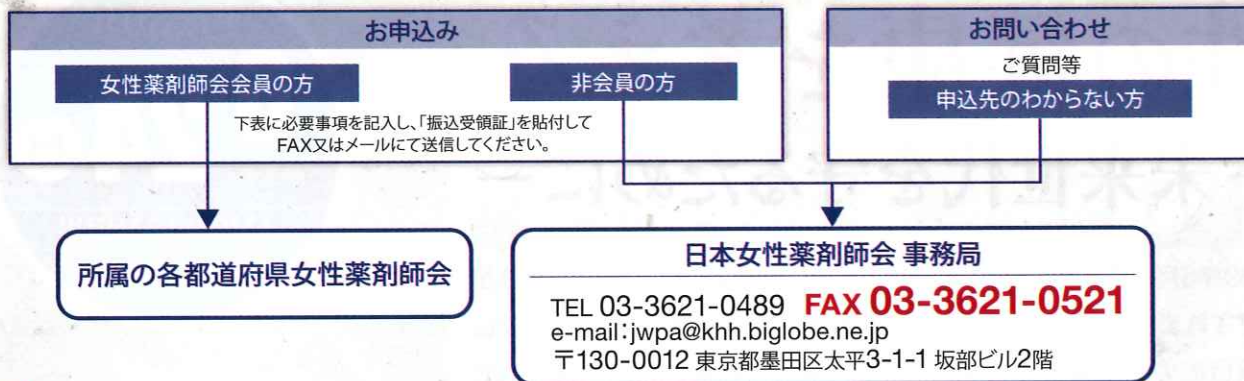 お申込み
女性薬剤師会会員の方
非会員の方
下表に必要事項を記入し、「振込受領証」を貼付して
FAX又はメールにて送信してください。
お問い合わせ
ご質問等
申込先のわからない方
所属の各都道府県女性薬剤師会
日本女性薬剤師会 事務局
TEL 03-3621-0489 FAX 03-3621-0521
e-mail:jwpa@khh.biglobe.ne.jp
〒130-0012 東京都墨田区太平3-1-1 坂部ビル2階